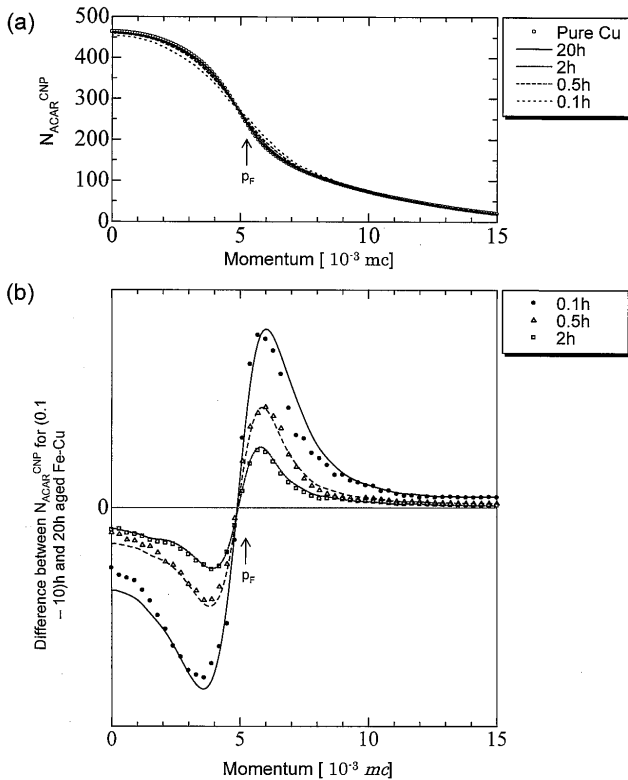 (a)
500
400
300
200
100
0
N_ACAR^CNP
p_F
0
5
10
15
Momentum [ 10^-3 mc]
Pure Cu
20h
2h
0.5h
0.1h
(b)
Difference between N_ACAR^CNP for (0.1
– 10)h and 20h aged Fe-Cu
0
p_F
0
5
10
15
Momentum [ 10^-3 mc]
0.1h
0.5h
2h